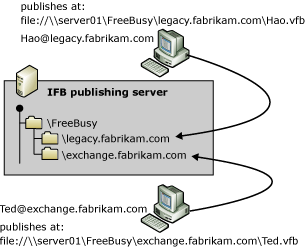 publishes at:
file://\\server01\FreeBusy\legacy.fabrikam.com\Hao.vfb
Hao@legacy.fabrikam.com
IFB publishing server
\FreeBusy
\legacy.fabrikam.com
\exchange.fabrikam.com
Ted@exchange.fabrikam.com
publishes at:
file://\\server01\FreeBusy\exchange.fabrikam.com\Ted.vfb